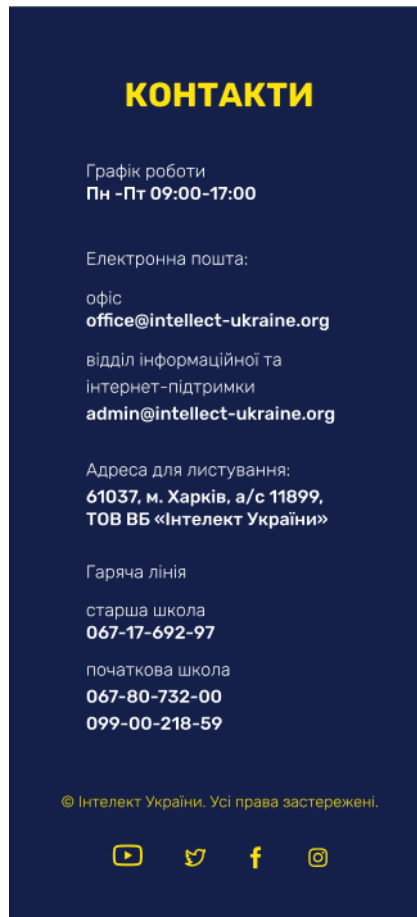 КОНТАКТИ
Графік роботи
Пн -Пт 09:00-17:00
Електронна пошта:
офіс
office@intellect-ukraine.org
відділ інформаційної та
інтернет-підтримки
admin@intellect-ukraine.org
Адреса для листування:
61037, м. Харків, а/с 11899,
ТОВ ВБ «Інтелект України»
Гаряча лінія
старша школа
067-17-692-97
початкова школа
067-80-732-00
099-00-218-59
© Інтелект України. Усі права застережені.